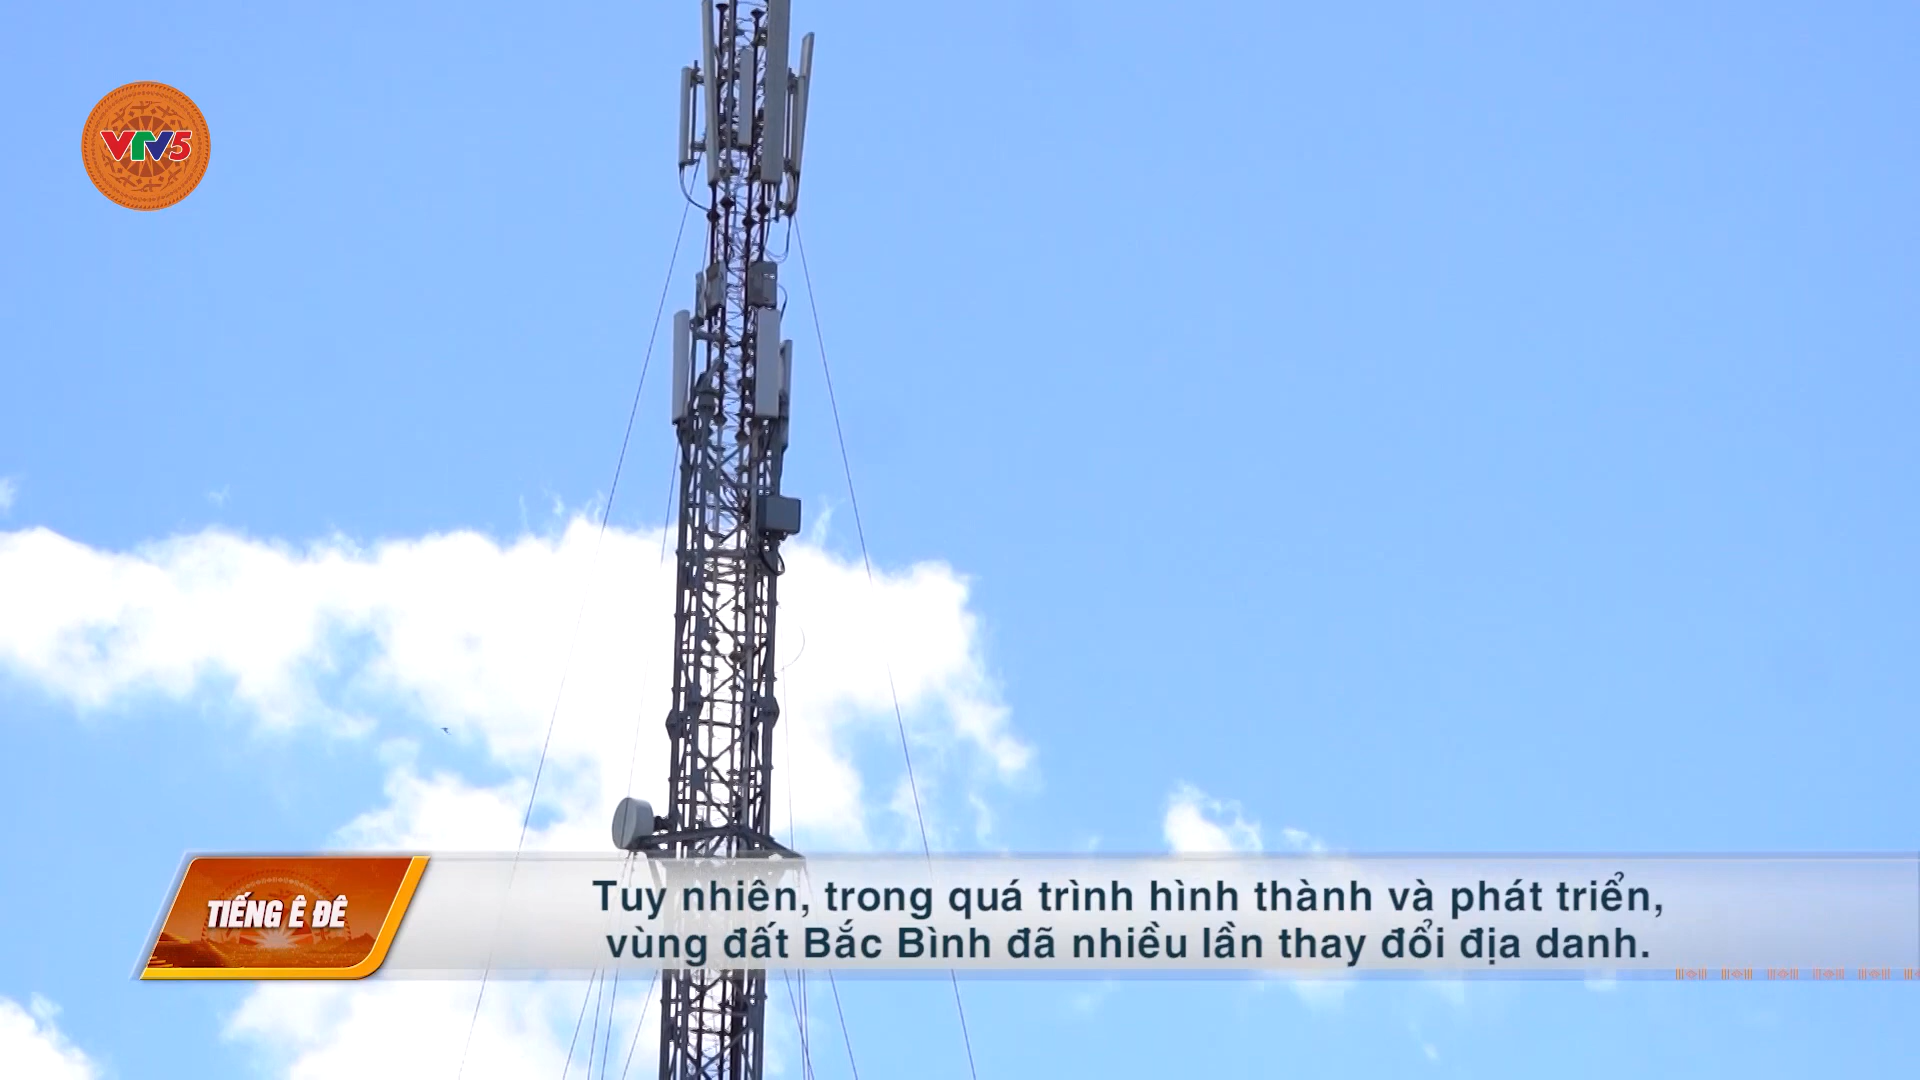 VTV5
TIẾNG Ê ĐÊ
Tuy nhiên, trong quá trình hình thành và phát triển,
vùng đất Bắc Bình đã nhiều lần thay đổi địa danh.